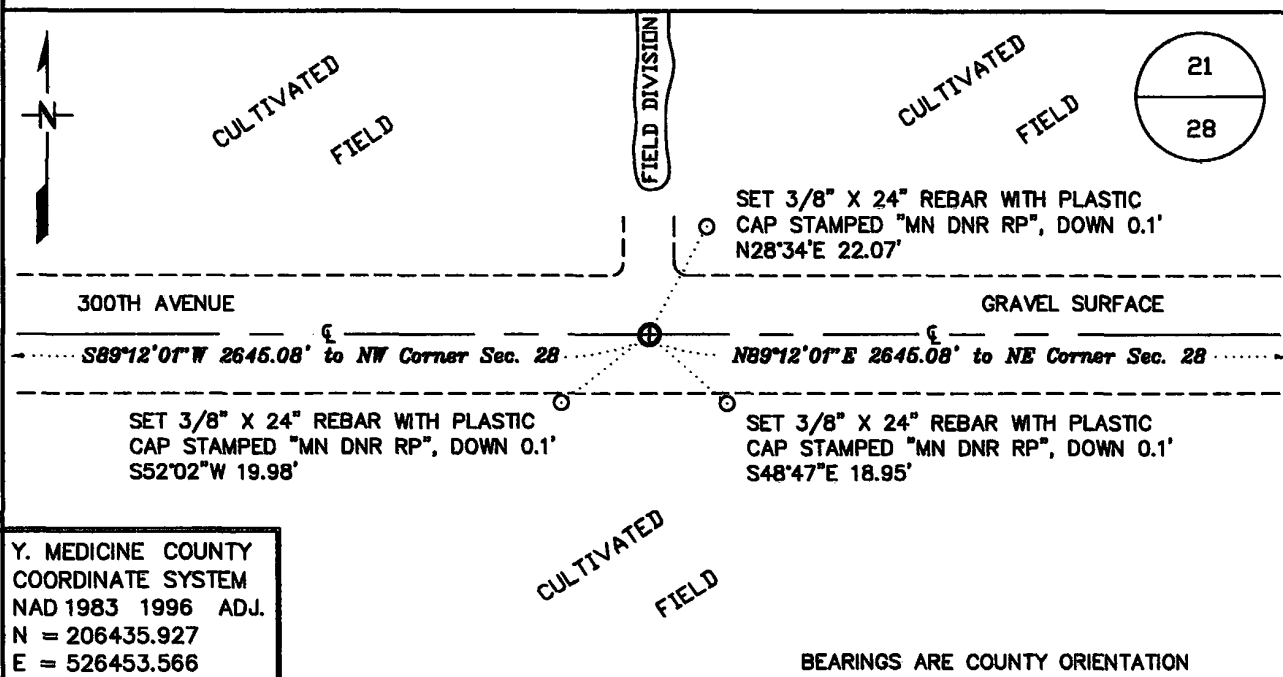 N
CULTIVATED
FIELD
FIELD DIVISION
CULTIVATED
FIELD
21
28
SET 3/8" X 24" REBAR WITH PLASTIC
CAP STAMPED "MN DNR RP", DOWN 0.1'
N28°34'E 22.07'
300TH AVENUE
GRAVEL SURFACE
℄
℄
S89°12'01"W 2645.08' to NW Corner Sec. 28
N89°12'01"E 2645.08' to NE Corner Sec. 28
SET 3/8" X 24" REBAR WITH PLASTIC
CAP STAMPED "MN DNR RP", DOWN 0.1'
S52°02"W 19.98'
SET 3/8" X 24" REBAR WITH PLASTIC
CAP STAMPED "MN DNR RP", DOWN 0.1'
S48°47"E 18.95'
CULTIVATED
FIELD
Y. MEDICINE COUNTY
COORDINATE SYSTEM
NAD 1983 1996 ADJ.
N = 206435.927
E = 526453.566
BEARINGS ARE COUNTY ORIENTATION